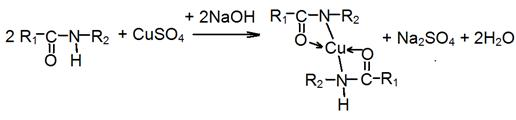 + 2NaOH
2 R₁-C-N-R₂ + CuSO₄
O H
R₁-C-N-R₂
O Cu O
R₂-N-C-R₁
H
+ Na₂SO₄ + 2H₂O